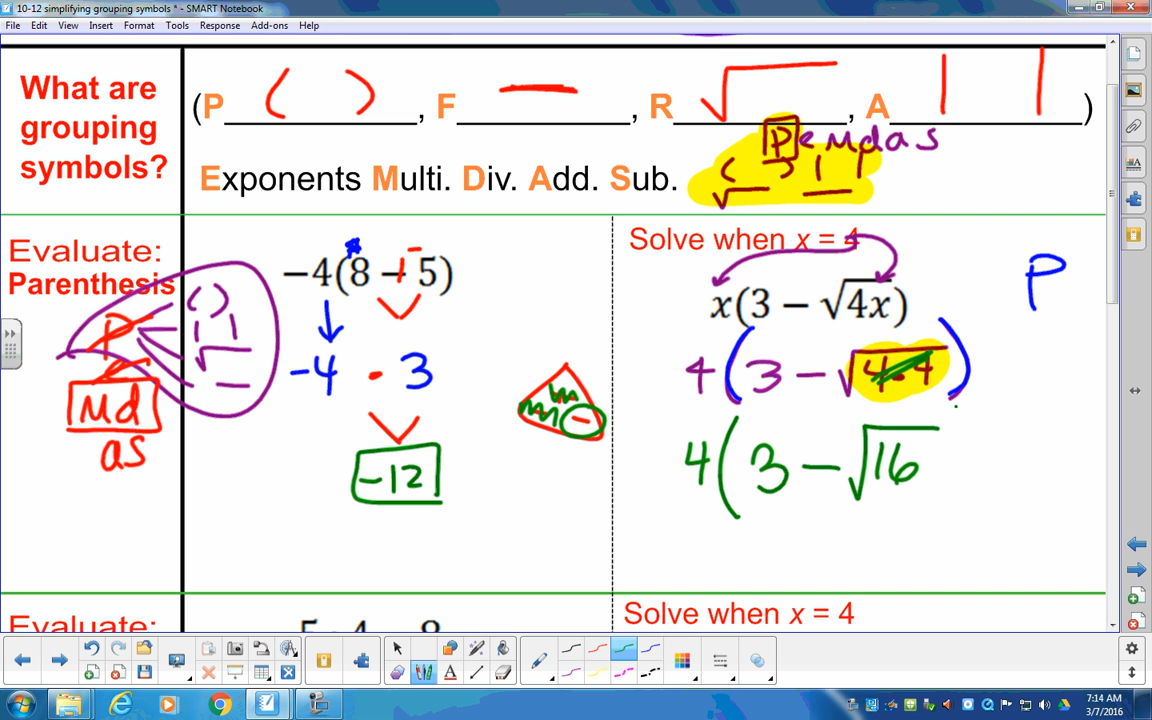 10-12 simplifying grouping symbols * - SMART Notebook
File Edit View Insert Format Tools Response Add-ons Help
What are grouping symbols?
(P ( ), F —, R √, A | |)
Pemdas
( ) |
√ —
Exponents Multi. Div. Add. Sub.
Evaluate:
Parenthesis
P ( )
| |
√
—
Md
as
−4(8 − 5)
-4 · 3
-12
Solve when x = 4
x(3 − √4x)
P
4(3 − √4·4)
4(3 − √16
Evaluate:
5 · 4 8
Solve when x = 4
7:14 AM
3/7/2016